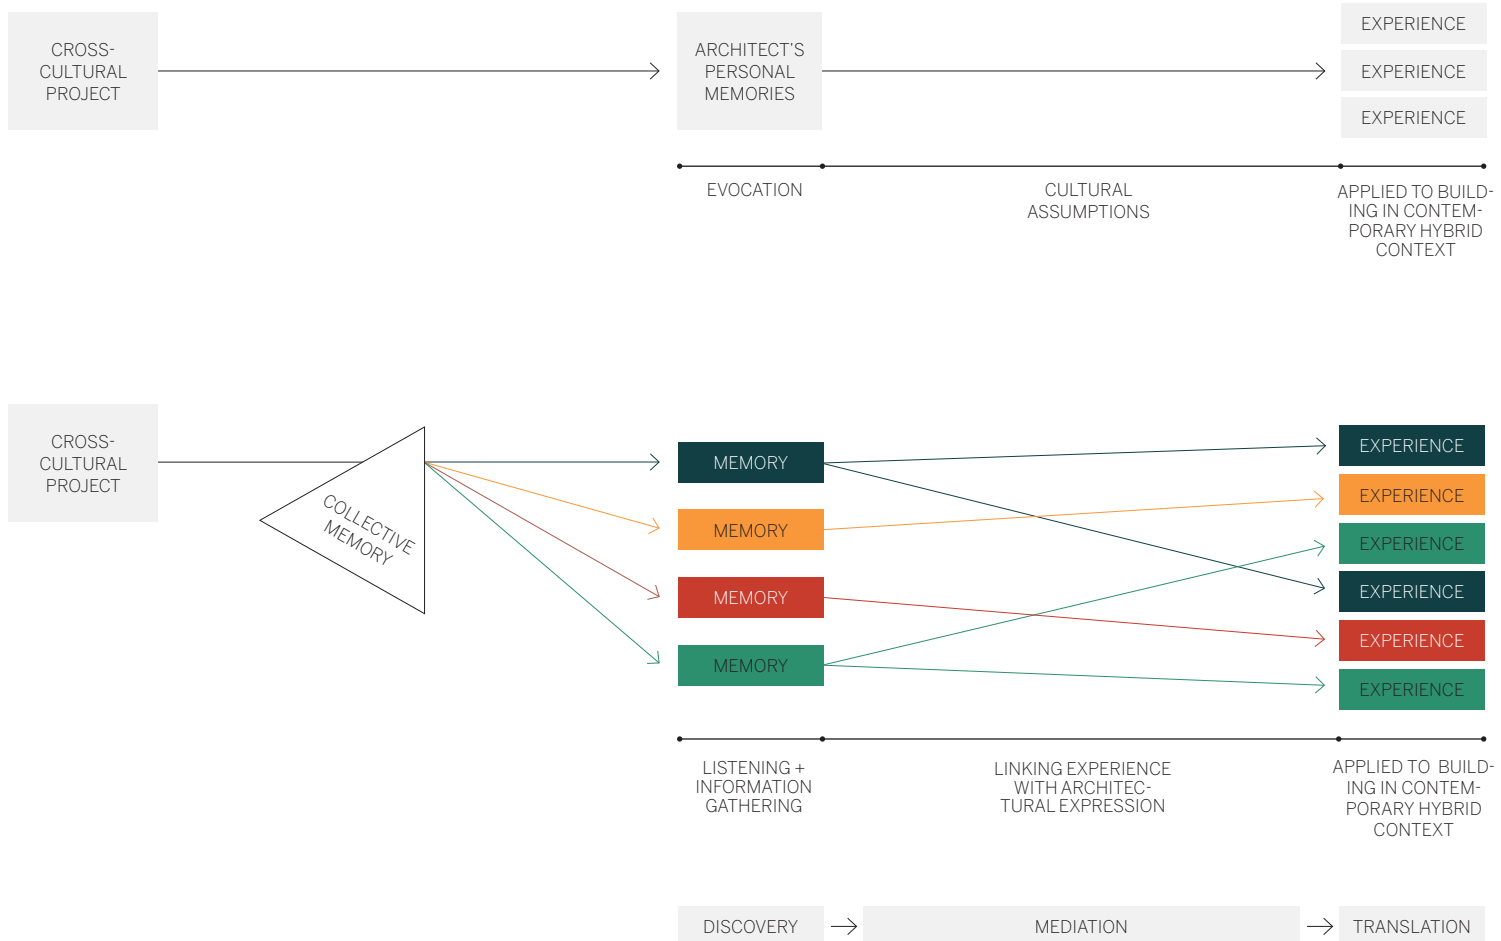 CROSS-
CULTURAL
PROJECT
ARCHITECT'S
PERSONAL
MEMORIES
EXPERIENCE
EXPERIENCE
EXPERIENCE
EVOCATION
CULTURAL
ASSUMPTIONS
APPLIED TO BUILD-
ING IN CONTEM-
PORARY HYBRID
CONTEXT
CROSS-
CULTURAL
PROJECT
COLLECTIVE
MEMORY
MEMORY
MEMORY
MEMORY
MEMORY
EXPERIENCE
EXPERIENCE
EXPERIENCE
EXPERIENCE
EXPERIENCE
EXPERIENCE
LISTENING +
INFORMATION
GATHERING
LINKING EXPERIENCE
WITH ARCHITEC-
TURAL EXPRESSION
APPLIED TO BUILD-
ING IN CONTEM-
PORARY HYBRID
CONTEXT
DISCOVERY
MEDIATION
TRANSLATION